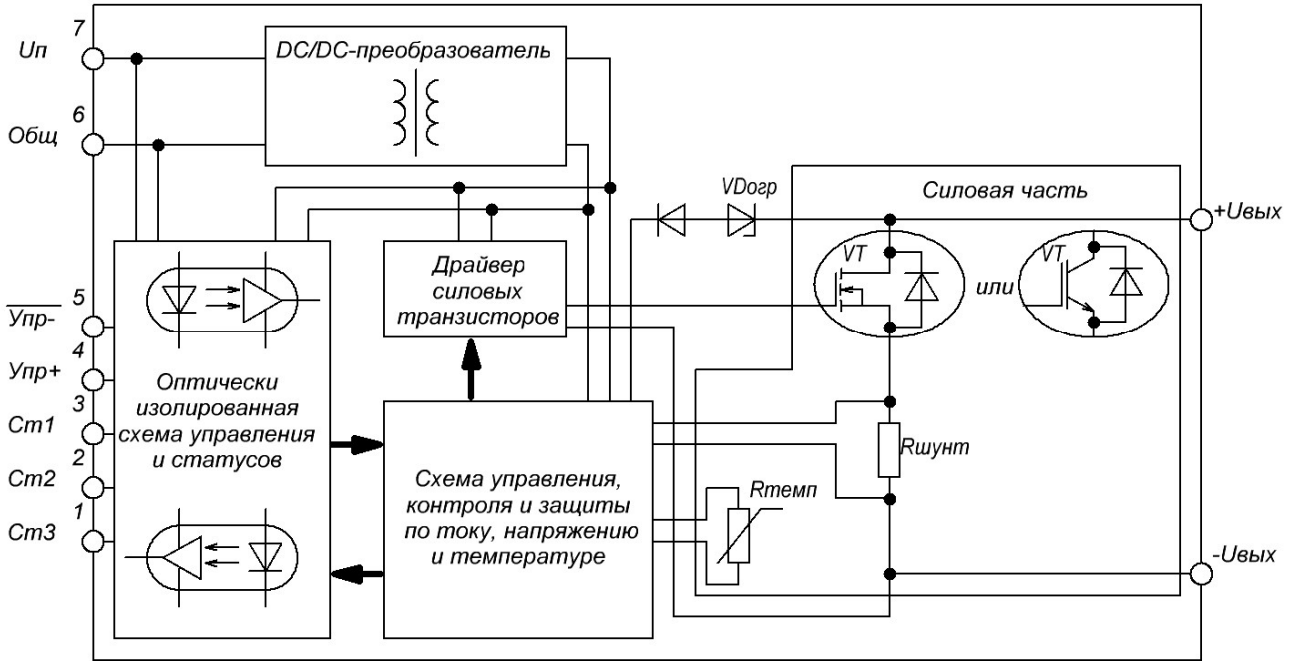 7
Uп
6
Общ
5
Упр-
4
Упр+
3
Ст1
2
Ст2
1
Ст3
DC/DC-преобразователь
Оптически
изолированная
схема управления
и статусов
Драйвер
силовых
транзисторов
Схема управления,
контроля и защиты
по току, напряжению
и температуре
VDогр
Силовая часть
VT
или
VT
Rшунт
Rтемп
+Uвых
-Uвых